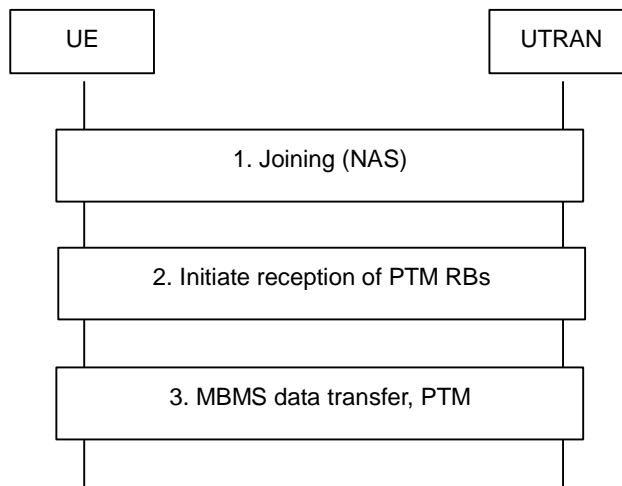 UE
UTRAN
1. Joining (NAS)
2. Initiate reception of PTM RBs
3. MBMS data transfer, PTM